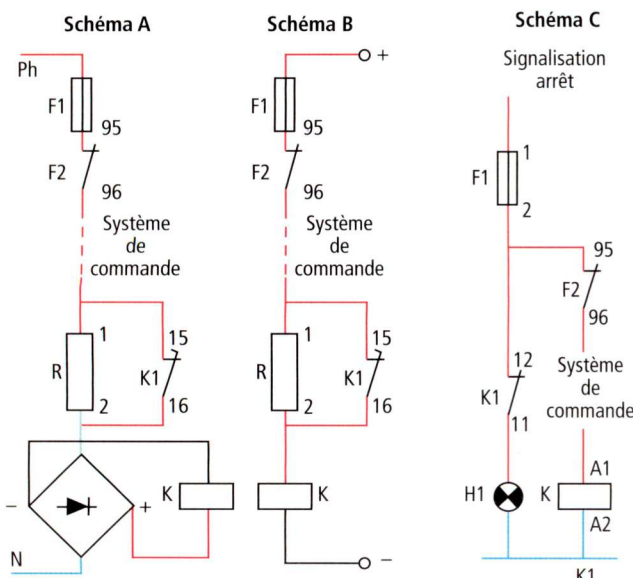 Schéma A
Ph
F1
95
F2
96
Système
de
commande
1
15
R
K1
2
16
−
+
K
N
Schéma B
+
F1
95
F2
96
Système
de
commande
1
15
R
K1
2
16
K
−
Schéma C
Signalisation
arrêt
1
F1
2
95
F2
96
12
Système
de
commande
K1
11
A1
H1
K
A2
K1